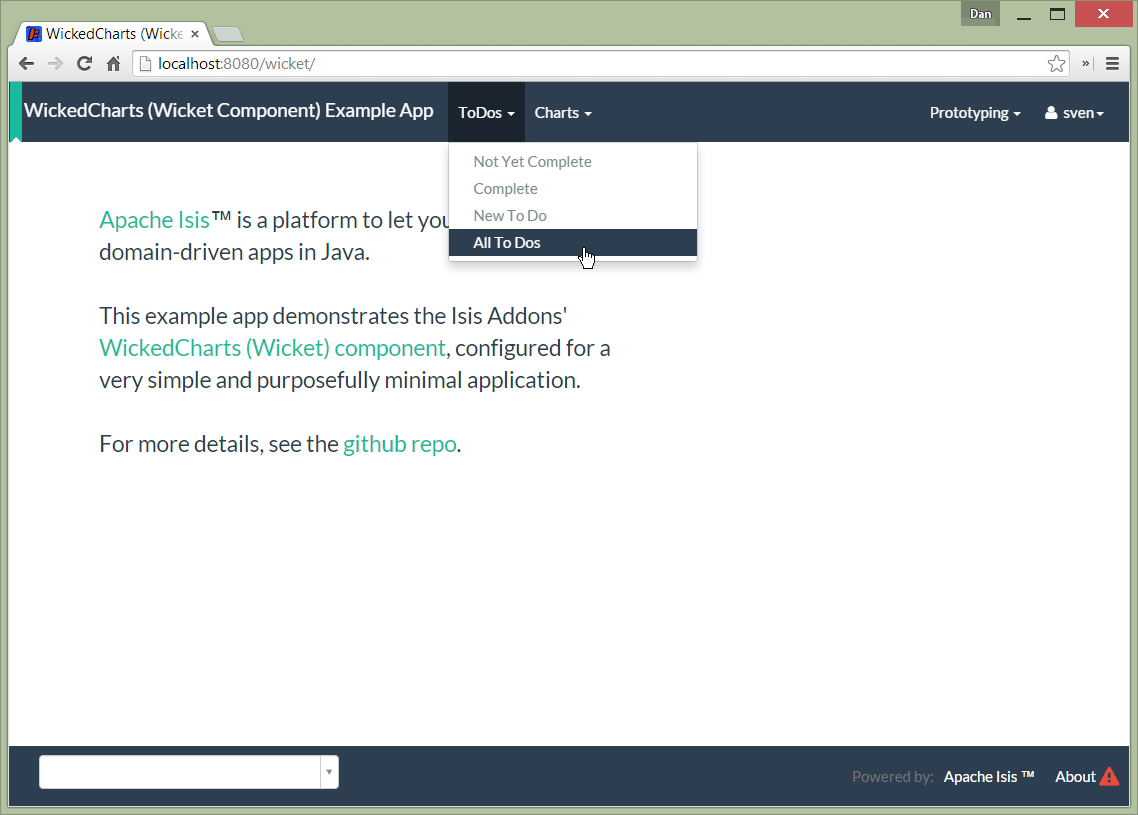 Dan
WickedCharts (Wicke
localhost:8080/wicket/
»
WickedCharts (Wicket Component) Example App ToDos Charts Prototyping sven
Not Yet Complete
Complete
New To Do
All To Dos
Apache Isis™ is a platform to let you
domain-driven apps in Java.
This example app demonstrates the Isis Addons'
WickedCharts (Wicket) component, configured for a
very simple and purposefully minimal application.
For more details, see the github repo.
Powered by: Apache Isis ™ About